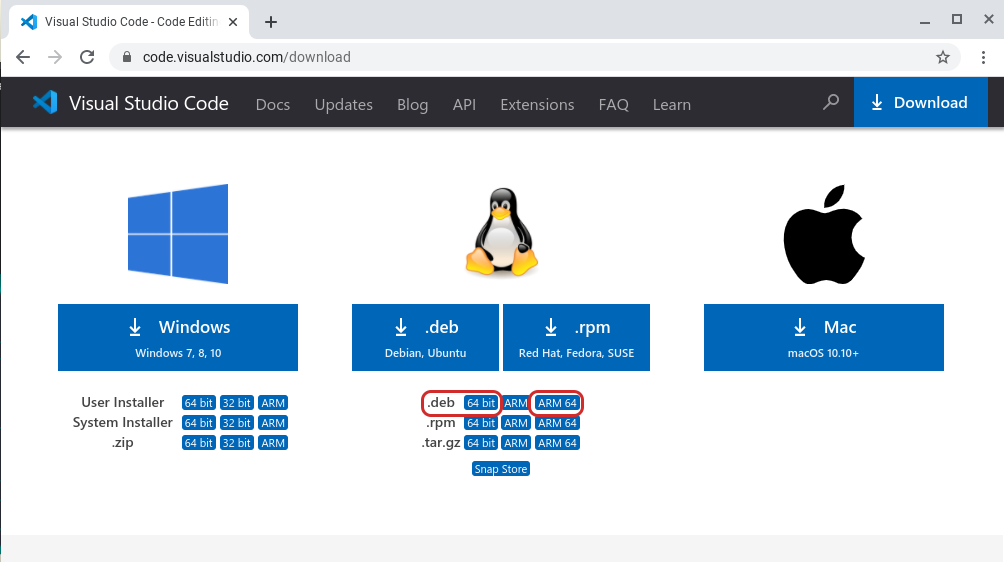 Visual Studio Code - Code Editin
code.visualstudio.com/download
Visual Studio Code Docs Updates Blog API Extensions FAQ Learn Download
Windows
Windows 7, 8, 10
.deb
Debian, Ubuntu
.rpm
Red Hat, Fedora, SUSE
Mac
macOS 10.10+
User Installer 64 bit 32 bit ARM
System Installer 64 bit 32 bit ARM
.zip 64 bit 32 bit ARM
.deb 64 bit ARM ARM 64
.rpm 64 bit ARM ARM 64
.tar.gz 64 bit ARM ARM 64
Snap Store